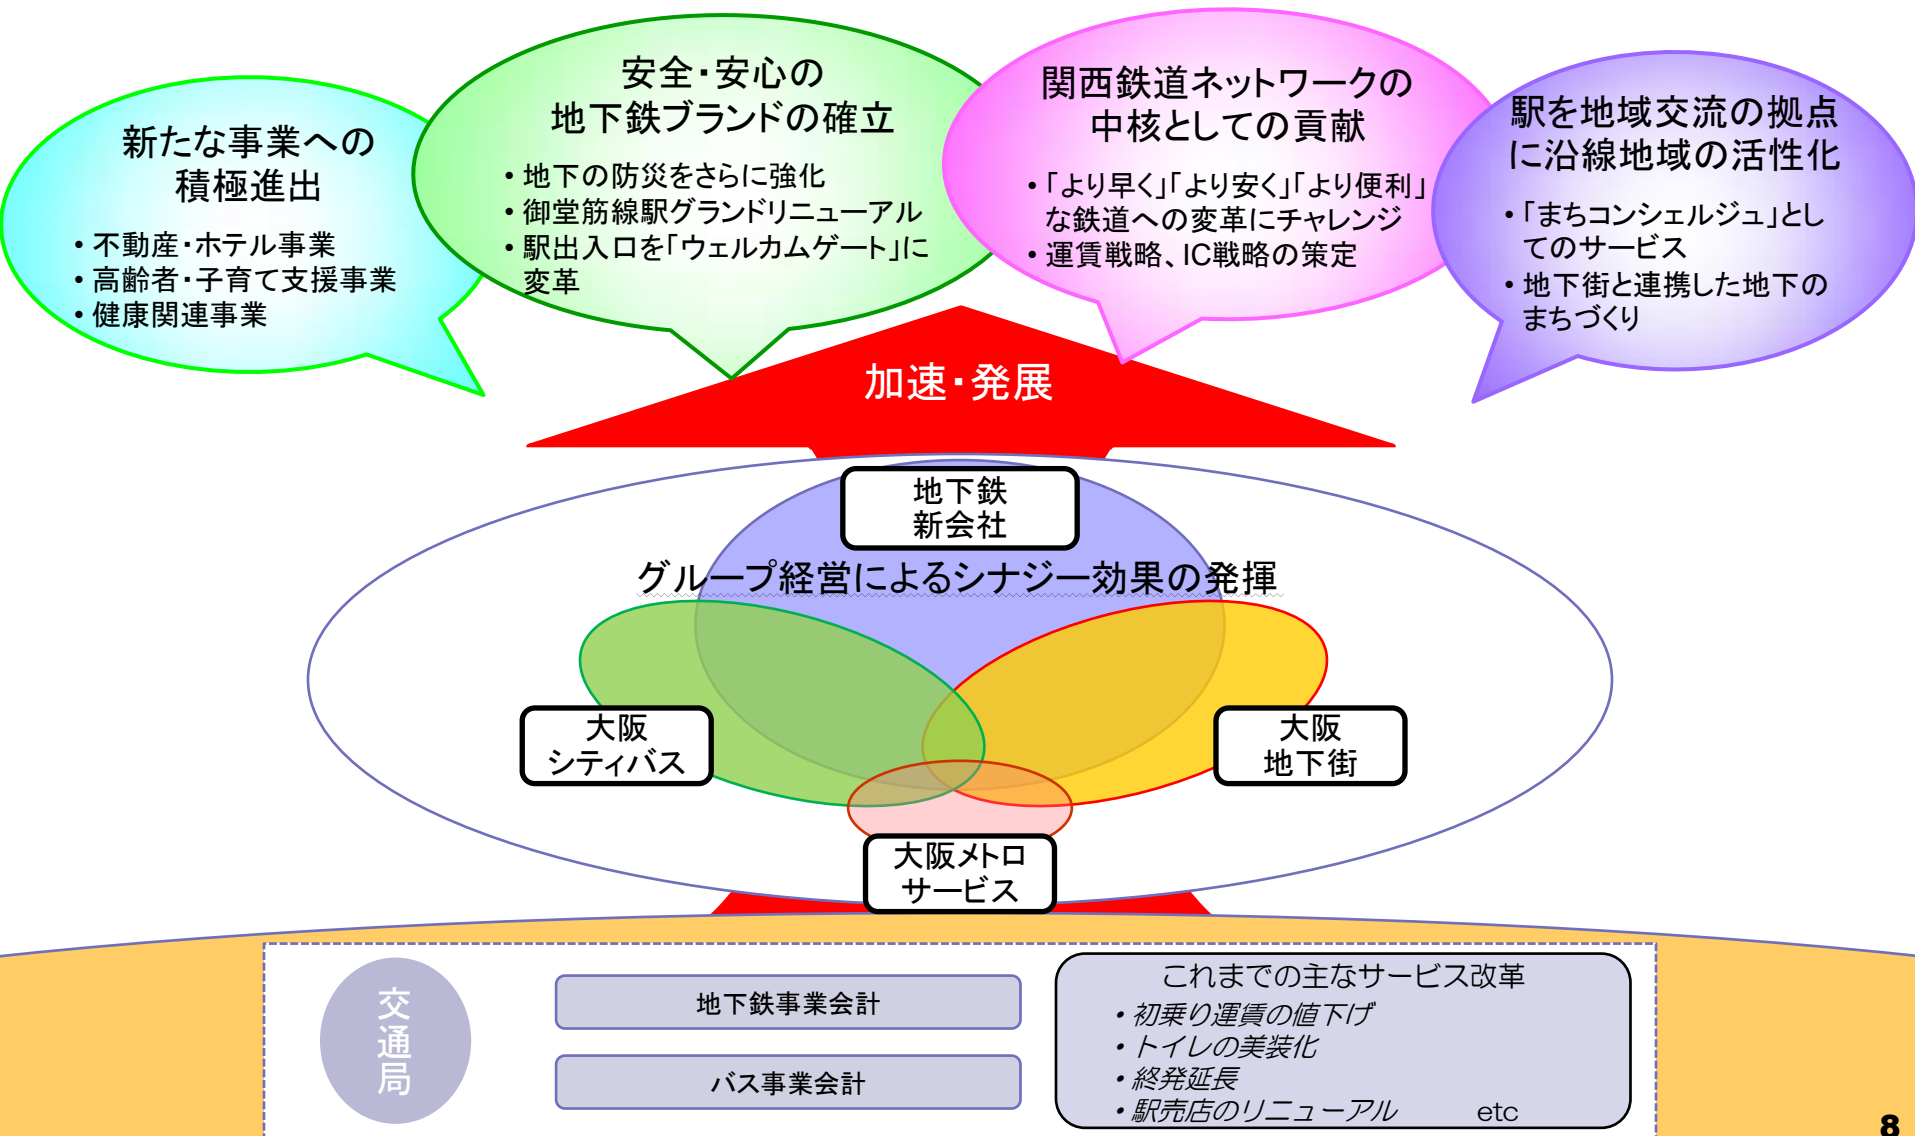 新たな事業への
積極進出
• 不動産・ホテル事業
• 高齢者・子育て支援事業
• 健康関連事業
安全・安心の
地下鉄ブランドの確立
• 地下の防災をさらに強化
• 御堂筋線駅グランドリニューアル
• 駅出入口を「ウェルカムゲート」に
変革
関西鉄道ネットワークの
中核としての貢献
• 「より早く」「より安く」「より便利」
な鉄道への変革にチャレンジ
• 運賃戦略、IC戦略の策定
駅を地域交流の拠点
に沿線地域の活性化
• 「まちコンシェルジュ」とし
てのサービス
• 地下街と連携した地下の
まちづくり
加速・発展
地下鉄
新会社
グループ経営によるシナジー効果の発揮
大阪
シティバス
大阪
地下街
大阪メトロ
サービス
交通局
地下鉄事業会計
バス事業会計
これまでの主なサービス改革
・初乗り運賃の値下げ
・トイレの美装化
・終発延長
・駅売店のリニューアル etc
8